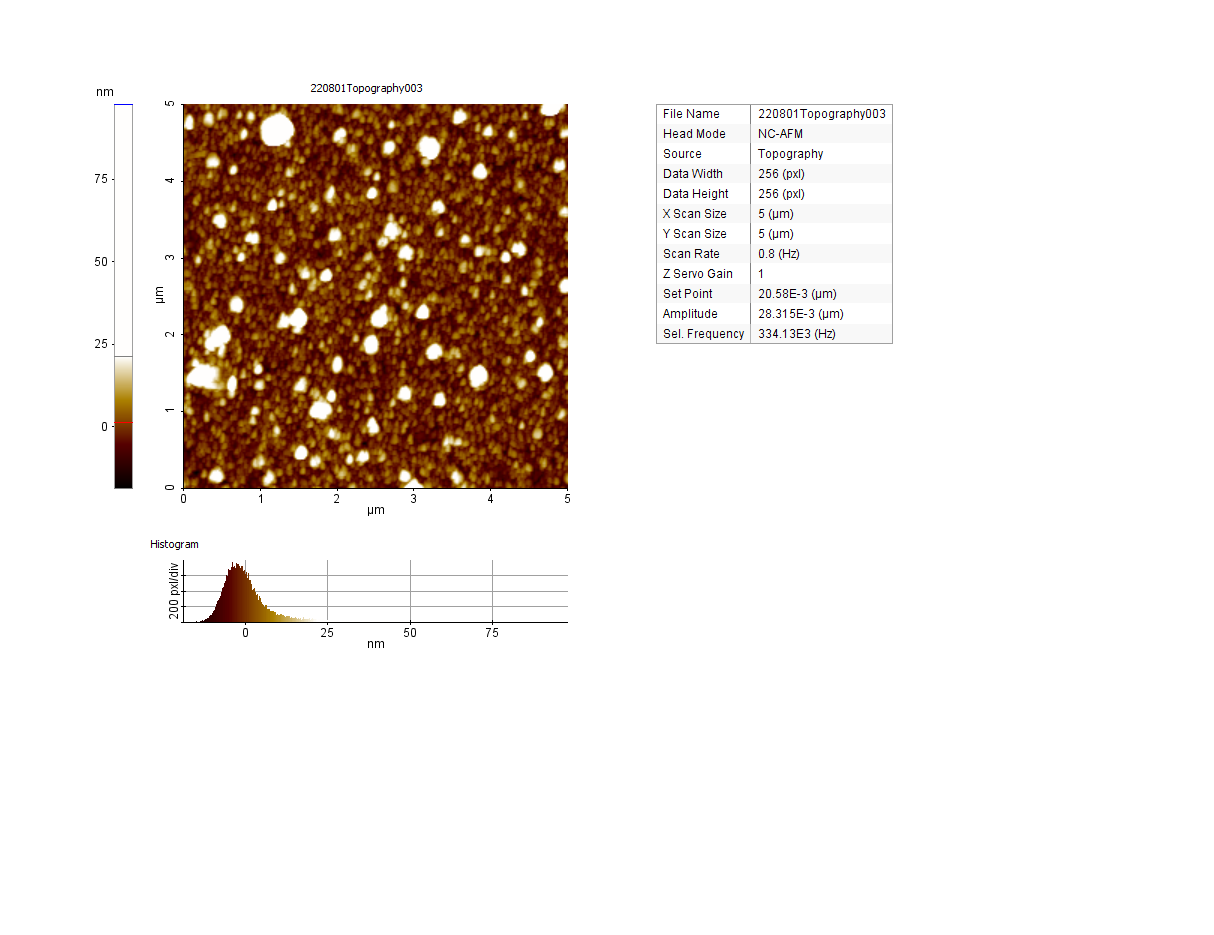 nm
75
50
25
0
220801Topography003
5
4
3
2
1
0
µm
0 1 2 3 4 5
µm
File Name 220801Topography003
Head Mode NC-AFM
Source Topography
Data Width 256 (pxl)
Data Height 256 (pxl)
X Scan Size 5 (µm)
Y Scan Size 5 (µm)
Scan Rate 0.8 (Hz)
Z Servo Gain 1
Set Point 20.58E-3 (µm)
Amplitude 28.315E-3 (µm)
Sel. Frequency 334.13E3 (Hz)
Histogram
200 pxl/div
0 25 50 75
nm